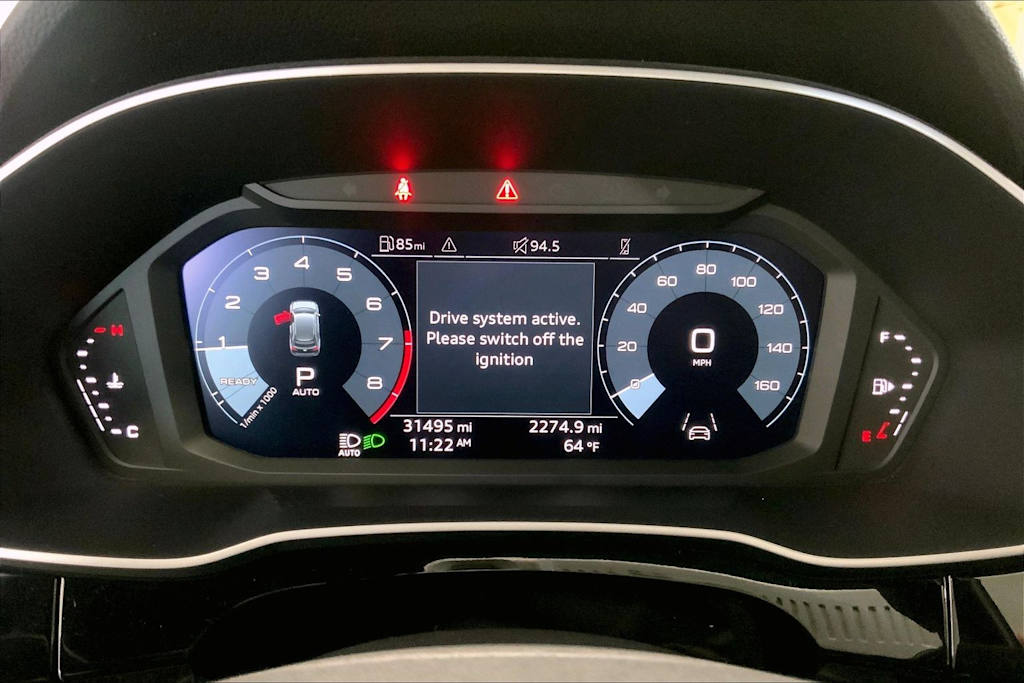 85mi
94.5
1
2
3
4
5
6
7
8
READY
1/min x 1000
P
AUTO
Drive system active.
Please switch off the
ignition
0
20
40
60
80
100
120
140
160
0
MPH
H
C
F
E
AUTO
31495 mi
11:22 AM
2274.9 mi
64 °F